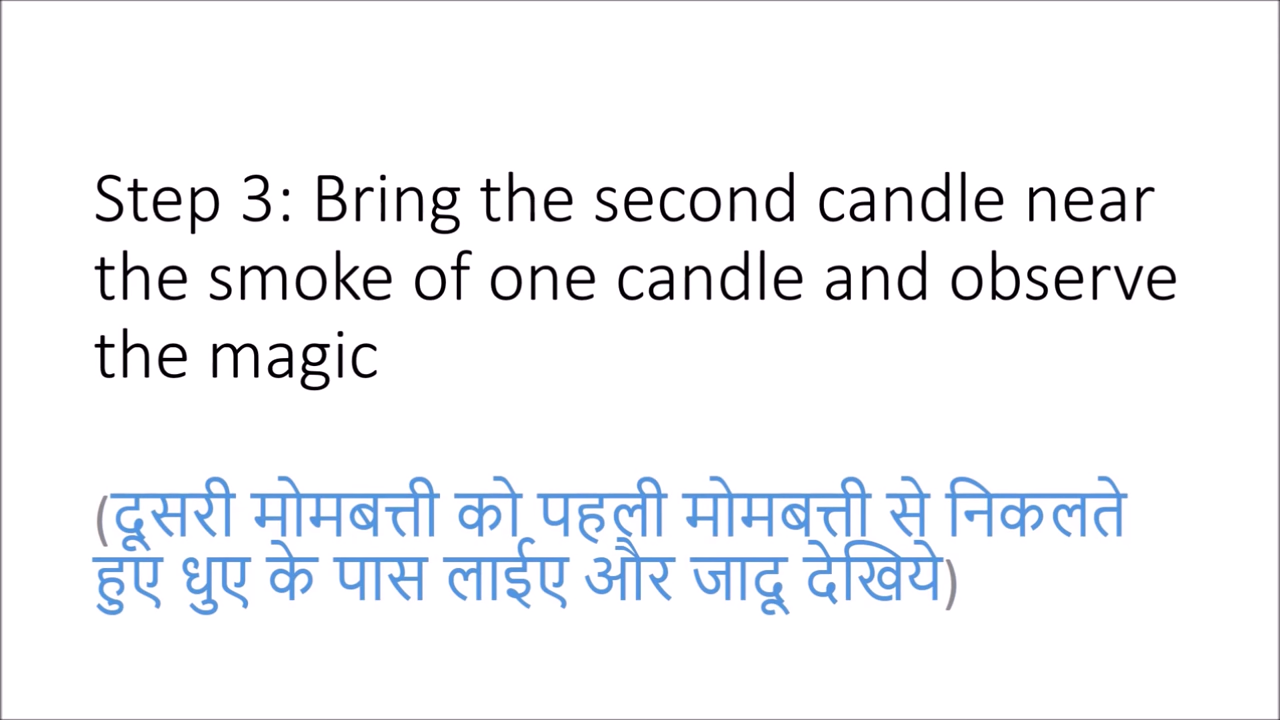 Step 3: Bring the second candle near
the smoke of one candle and observe
the magic
(दूसरी मोमबत्ती को पहली मोमबत्ती से निकलते
हुए धुए के पास लाईए और जादू देखिये)